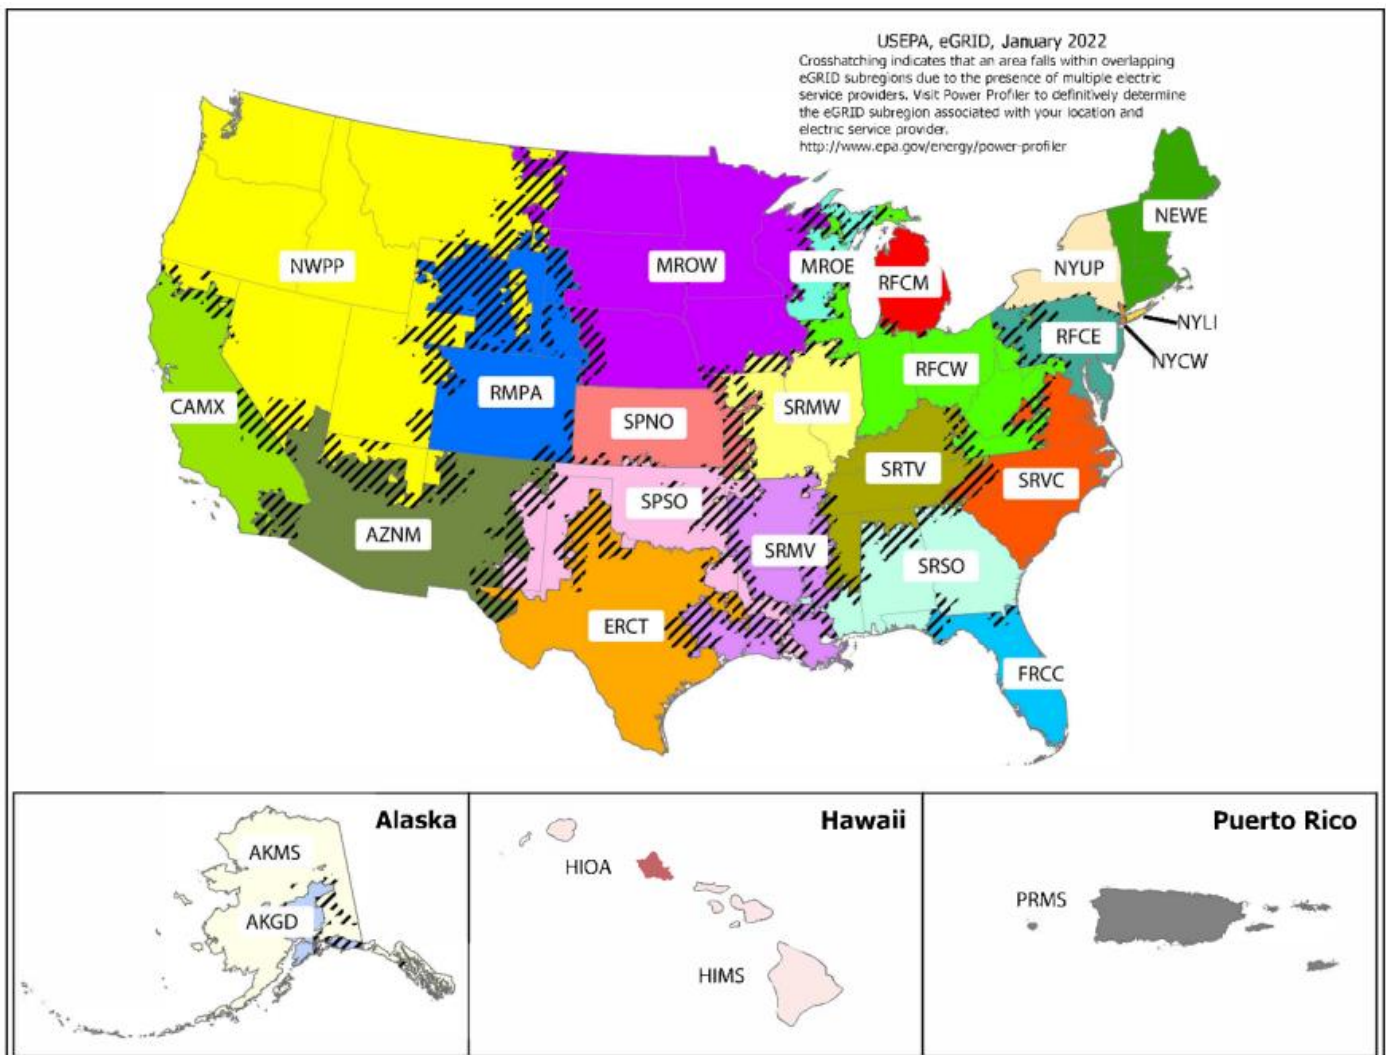 USEPA, eGRID, January 2022
Crosshatching indicates that an area falls within overlapping
eGRID subregions due to the presence of multiple electric
service providers. Visit Power Profiler to definitively determine
the eGRID subregion associated with your location and
electric service provider.
http://www.epa.gov/energy/power-profiler
NEWE
NWPP
MROW
MROE
NYUP
RFCM
NYLI
RFCE
NYCW
RFCW
RMPA
CAMX
SRMW
SPNO
SRTV
SRVC
SPSO
AZNM
SRMV
SRSO
ERCT
FRCC
Alaska
AKMS
AKGD
Hawaii
HIOA
HIMS
Puerto Rico
PRMS